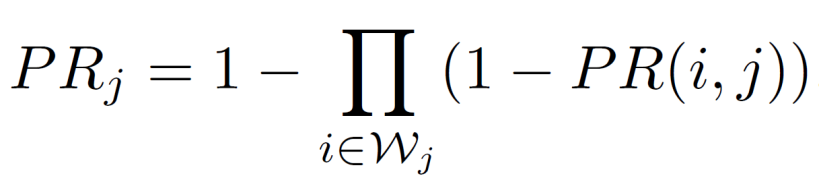 PR_j = 1 - \prod_{i \in \mathcal{W}_j} (1 - PR(i, j))